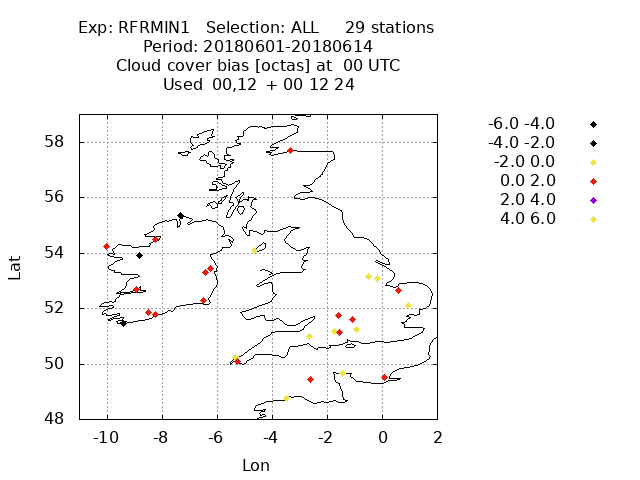 Exp: RFRMIN1 Selection: ALL 29 stations
Period: 20180601-20180614
Cloud cover bias [octas] at 00 UTC
Used 00,12 + 00 12 24
-6.0 -4.0
-4.0 -2.0
-2.0 0.0
0.0 2.0
2.0 4.0
4.0 6.0
58
56
54
52
50
48
Lat
-10 -8 -6 -4 -2 0 2
Lon